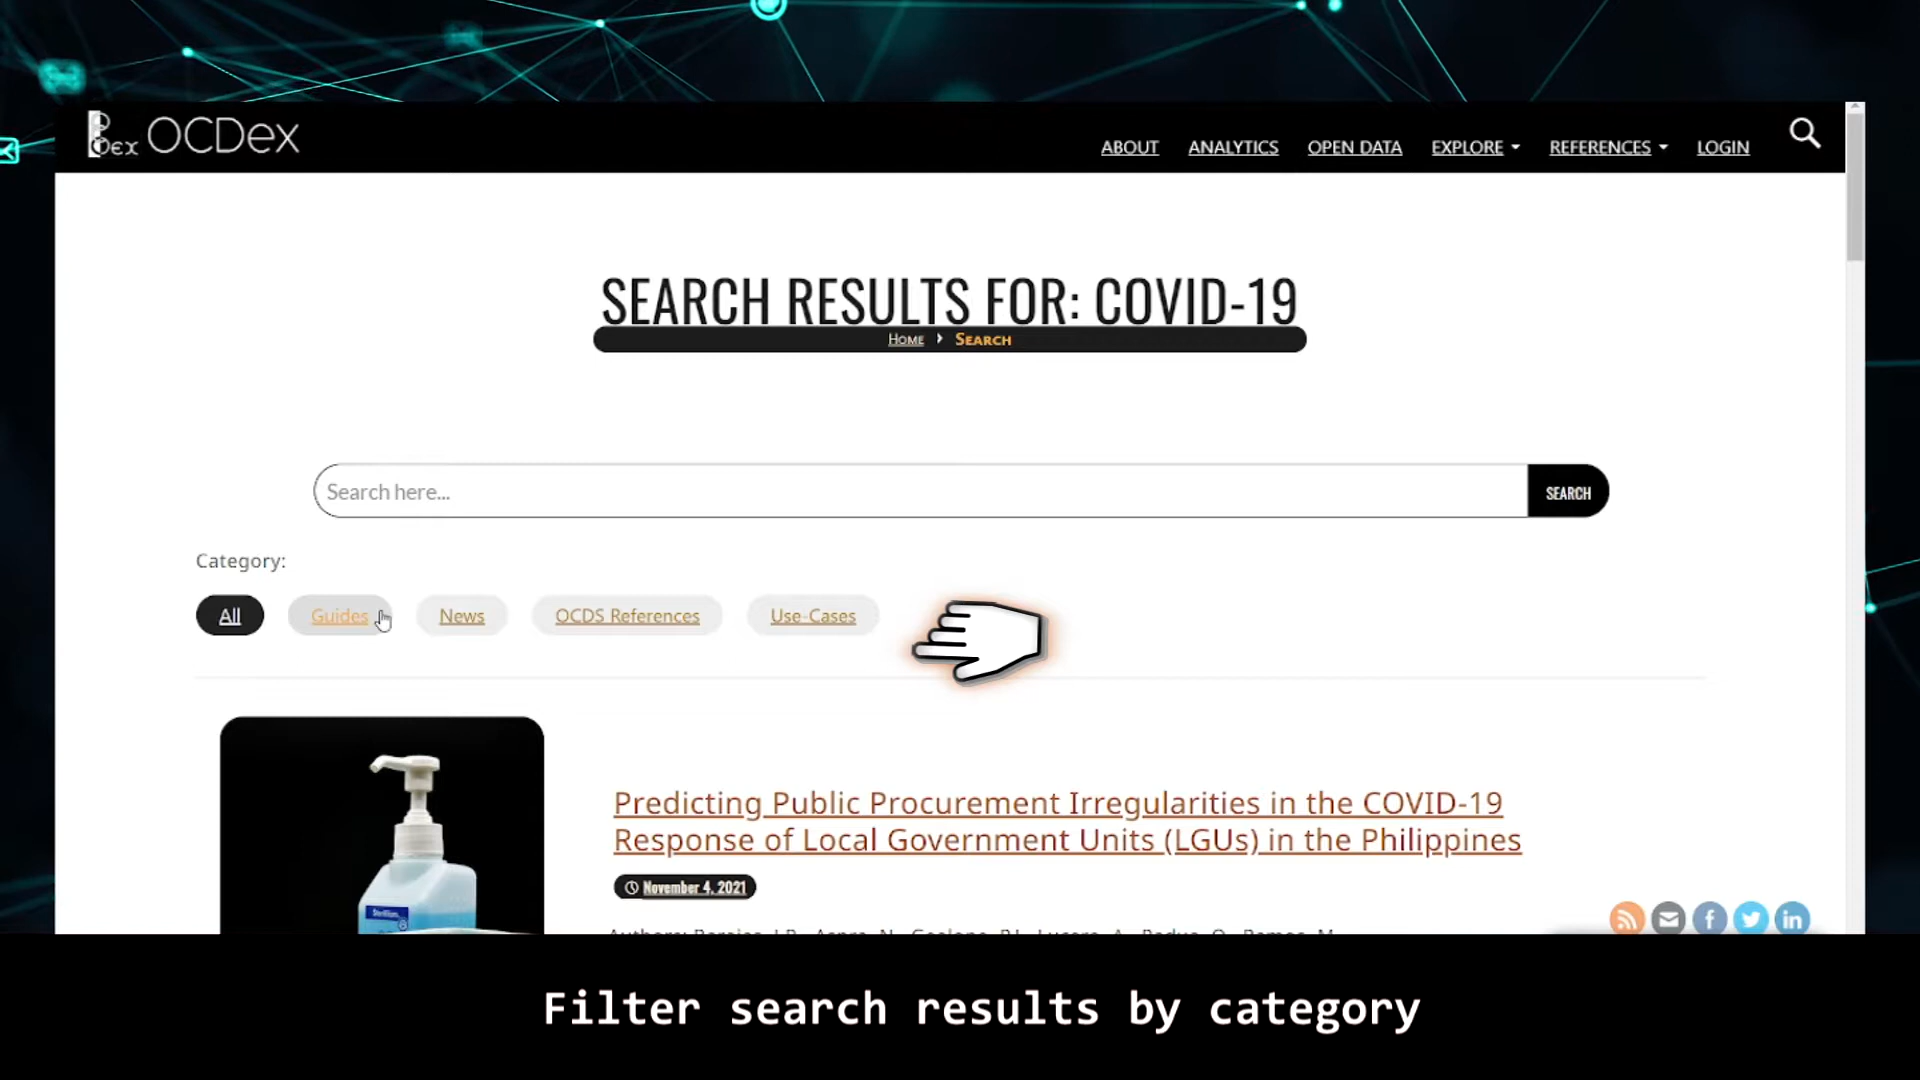 OCDex
ABOUT ANALYTICS OPEN DATA EXPLORE REFERENCES LOGIN
SEARCH RESULTS FOR: COVID-19
HOME SEARCH
Search here...
SEARCH
Category:
All Guides News OCDS References Use-Cases
Predicting Public Procurement Irregularities in the COVID-19
Response of Local Government Units (LGUs) in the Philippines
November 4, 2021
Filter search results by category